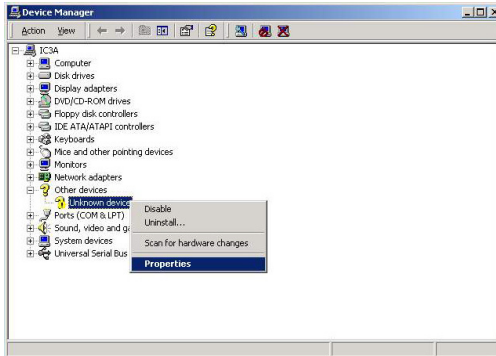 Device Manager
Action View
IC3A
Computer
Disk drives
Display adapters
DVD/CD-ROM drives
Floppy disk controllers
IDE ATA/ATAPI controllers
Keyboards
Mice and other pointing devices
Monitors
Network adapters
Other devices
Unknown device
Ports (COM & LPT)
Sound, video and ga
System devices
Universal Serial Bus
Disable
Uninstall...
Scan for hardware changes
Properties